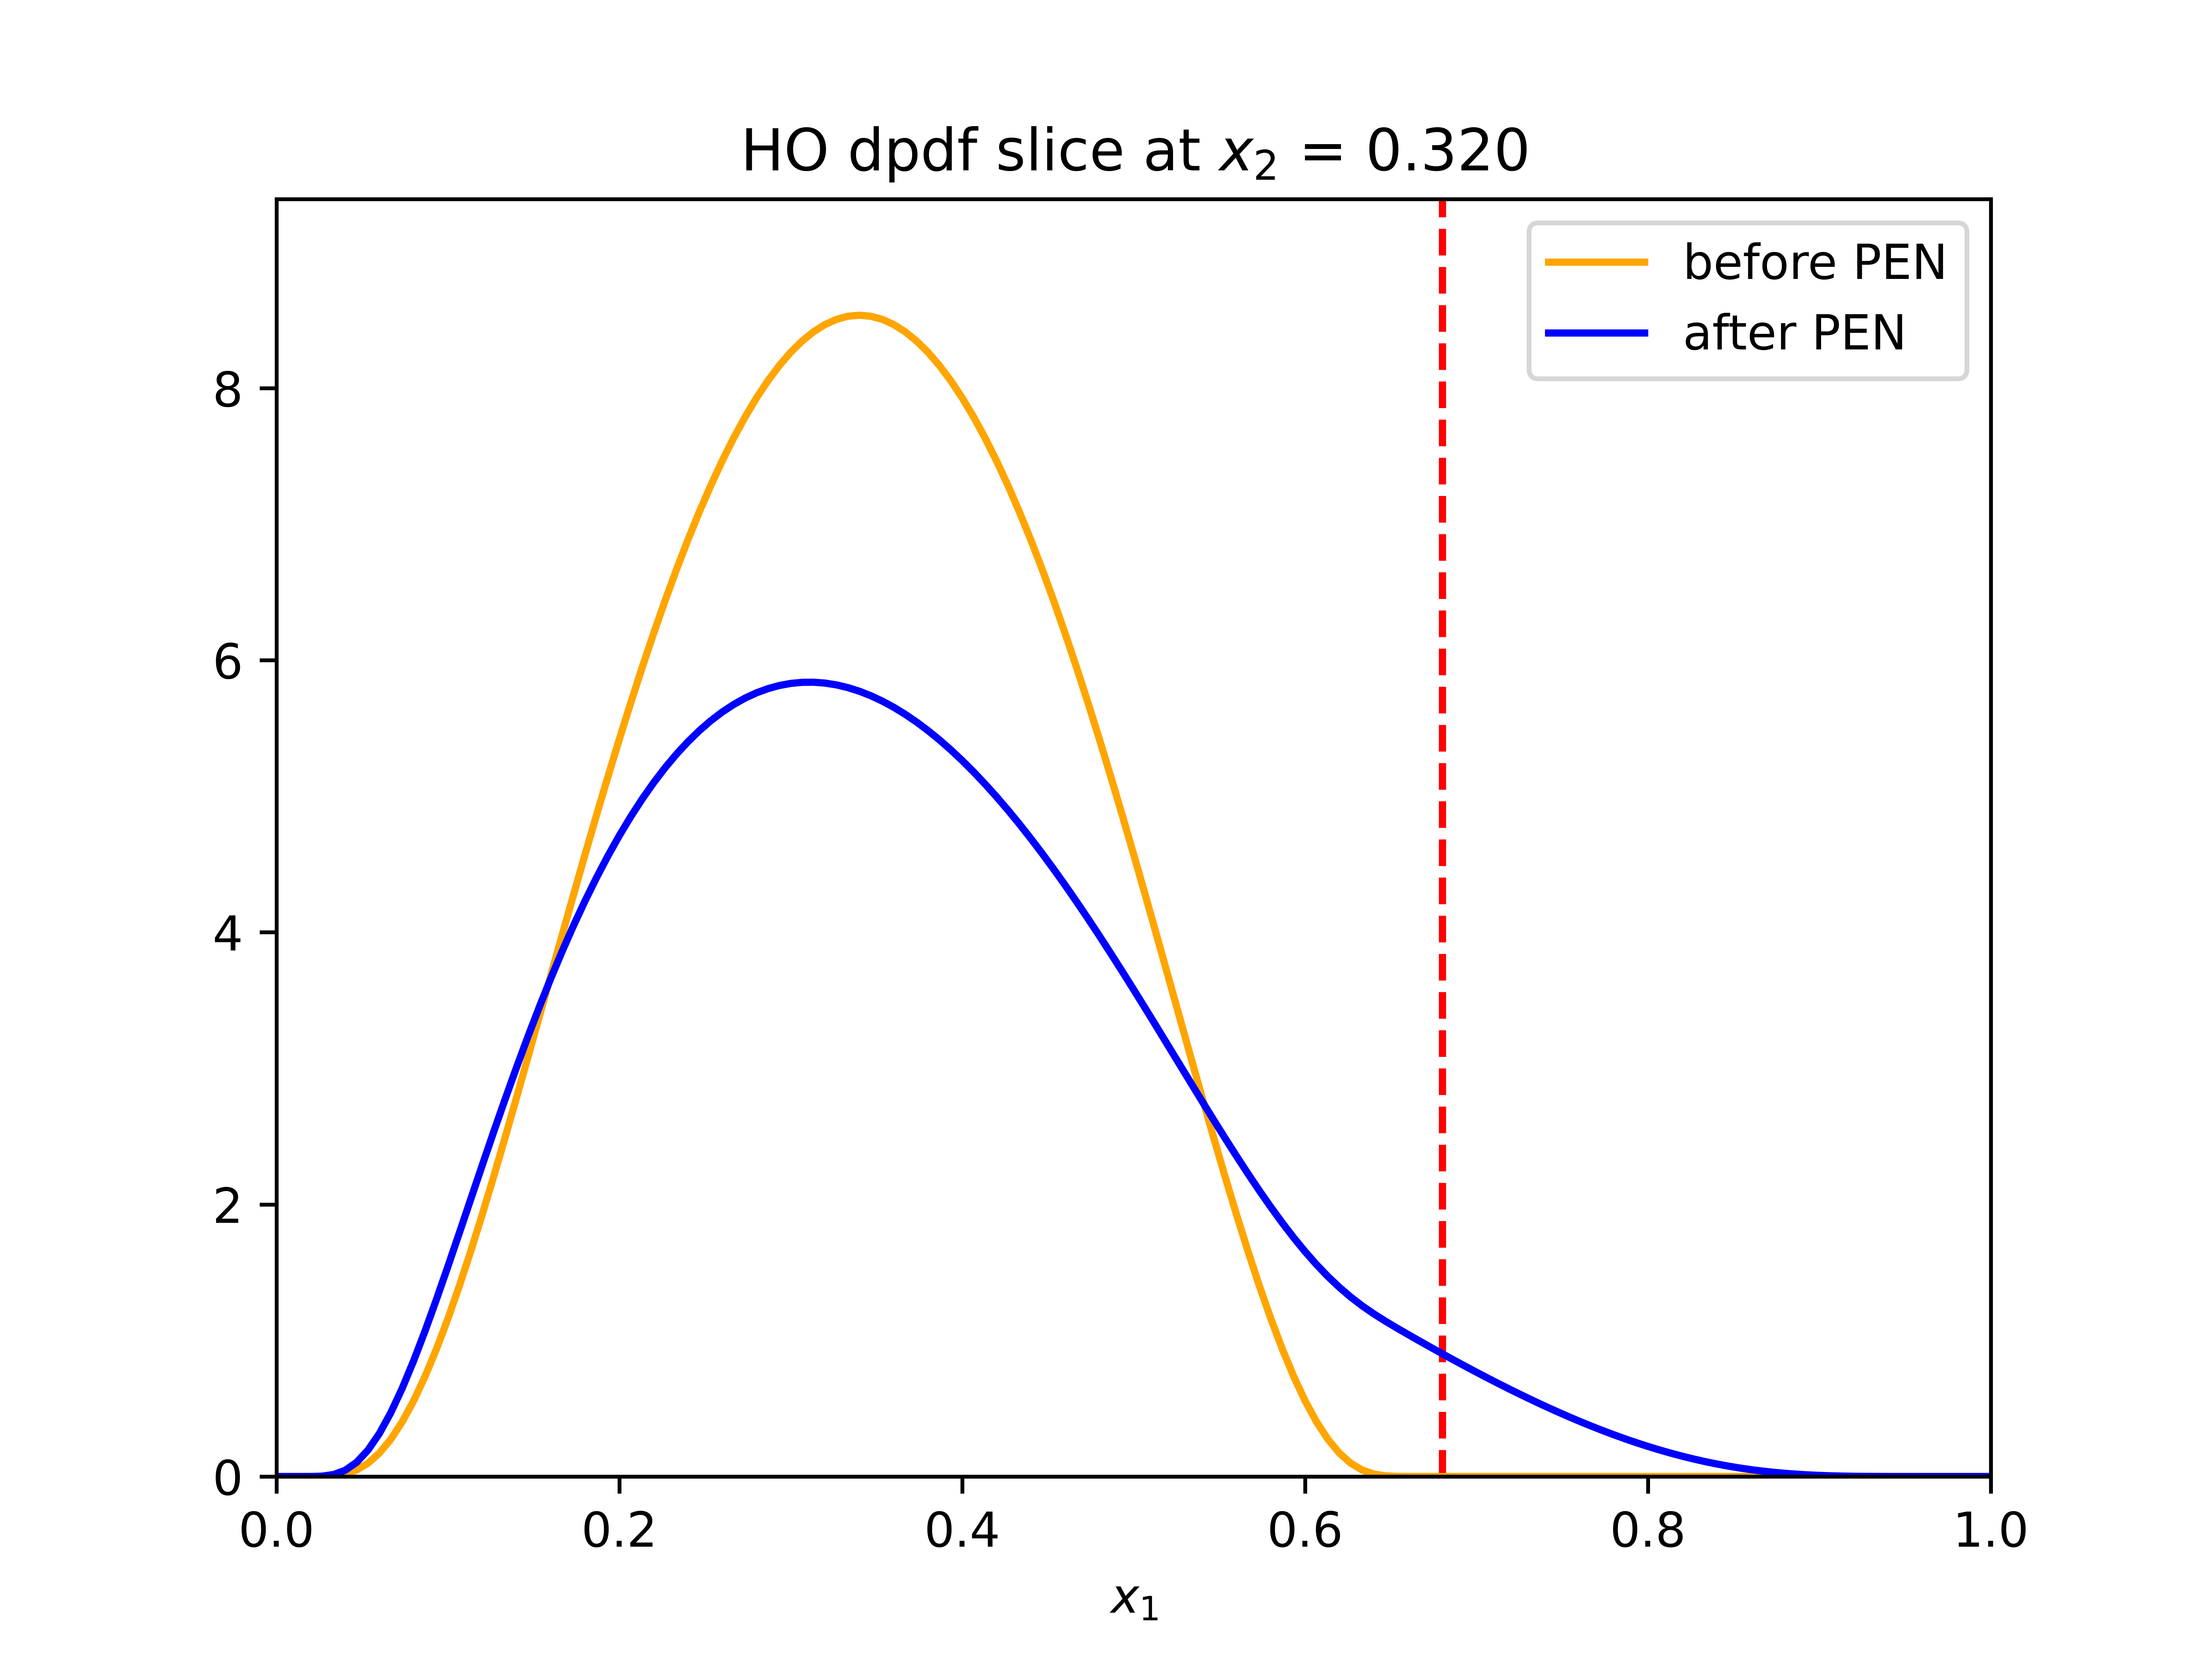 HO dpdf slice at x₂ = 0.320
before PEN
after PEN
8
6
4
2
0
0.0 0.2 0.4 0.6 0.8 1.0
x₁